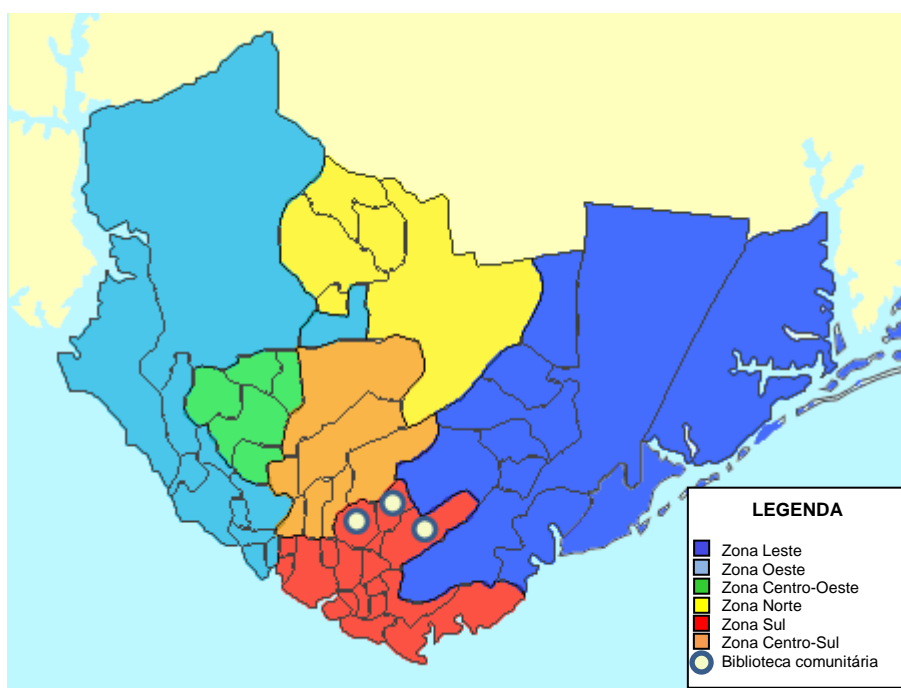 LEGENDA
Zona Leste
Zona Oeste
Zona Centro-Oeste
Zona Norte
Zona Sul
Zona Centro-Sul
Biblioteca comunitária